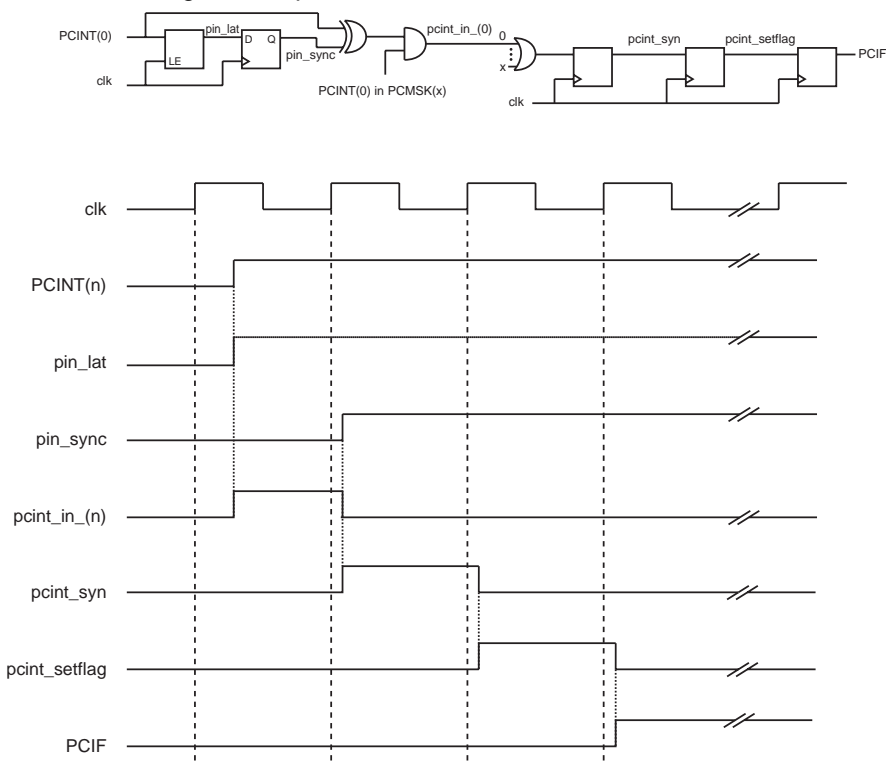 PCINT(0)
pin_lat
D Q
LE
pin_sync
clk
pcint_in_(0)
0
x
PCINT(0) in PCMSK(x)
pcint_syn
pcint_setflag
PCIF
clk
clk
PCINT(n)
pin_lat
pin_sync
pcint_in_(n)
pcint_syn
pcint_setflag
PCIF